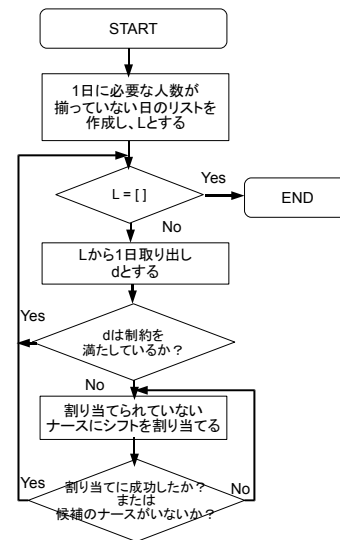 START
1日に必要な人数が
揃っていない日のリストを
作成し、Lとする
L = [ ]
Yes
END
No
Lから1日取り出し
dとする
Yes
dは制約を
満たしているか？
No
割り当てられていない
ナースにシフトを割り当てる
Yes
割り当てに成功したか？
または
候補のナースがいないか？
No